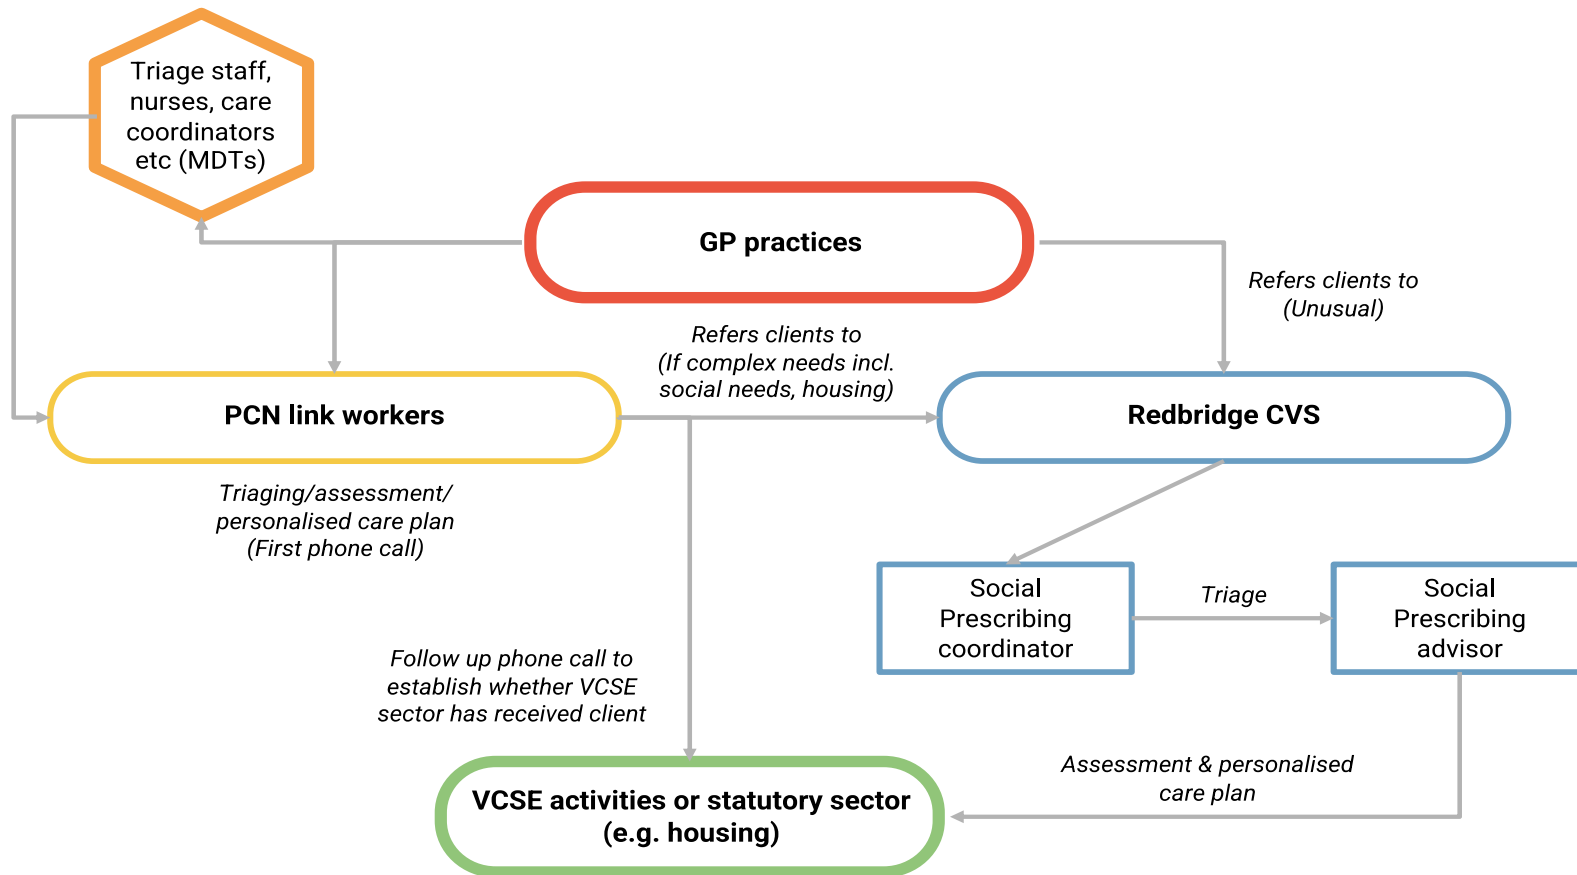 Triage staff,
nurses, care
coordinators
etc (MDTs)
GP practices
Refers clients to
(Unusual)
Refers clients to
(If complex needs incl.
social needs, housing)
PCN link workers
Redbridge CVS
Triaging/assessment/
personalised care plan
(First phone call)
Social
Prescribing
coordinator
Triage
Social
Prescribing
advisor
Follow up phone call to
establish whether VCSE
sector has received client
Assessment & personalised
care plan
VCSE activities or statutory sector
(e.g. housing)